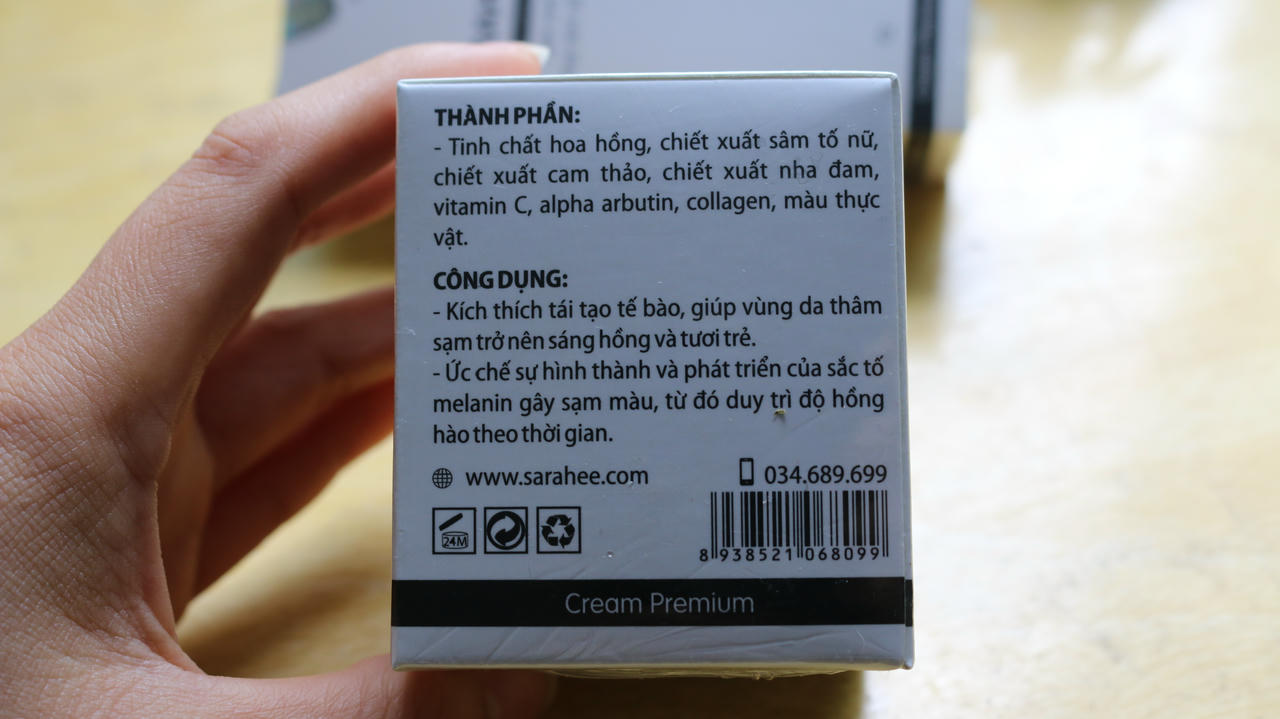 THÀNH PHẦN:
- Tinh chất hoa hồng, chiết xuất sâm tố nữ,
chiết xuất cam thảo, chiết xuất nha đam,
vitamin C, alpha arbutin, collagen, màu thực
vật.
CÔNG DỤNG:
- Kích thích tái tạo tế bào, giúp vùng da thâm
sạm trở nên sáng hồng và tươi trẻ.
- Ức chế sự hình thành và phát triển của sắc tố
melanin gây sạm màu, từ đó duy trì độ hồng
hào theo thời gian.
www.sarahee.com 034.689.699
24M
8 938521 068099
Cream Premium